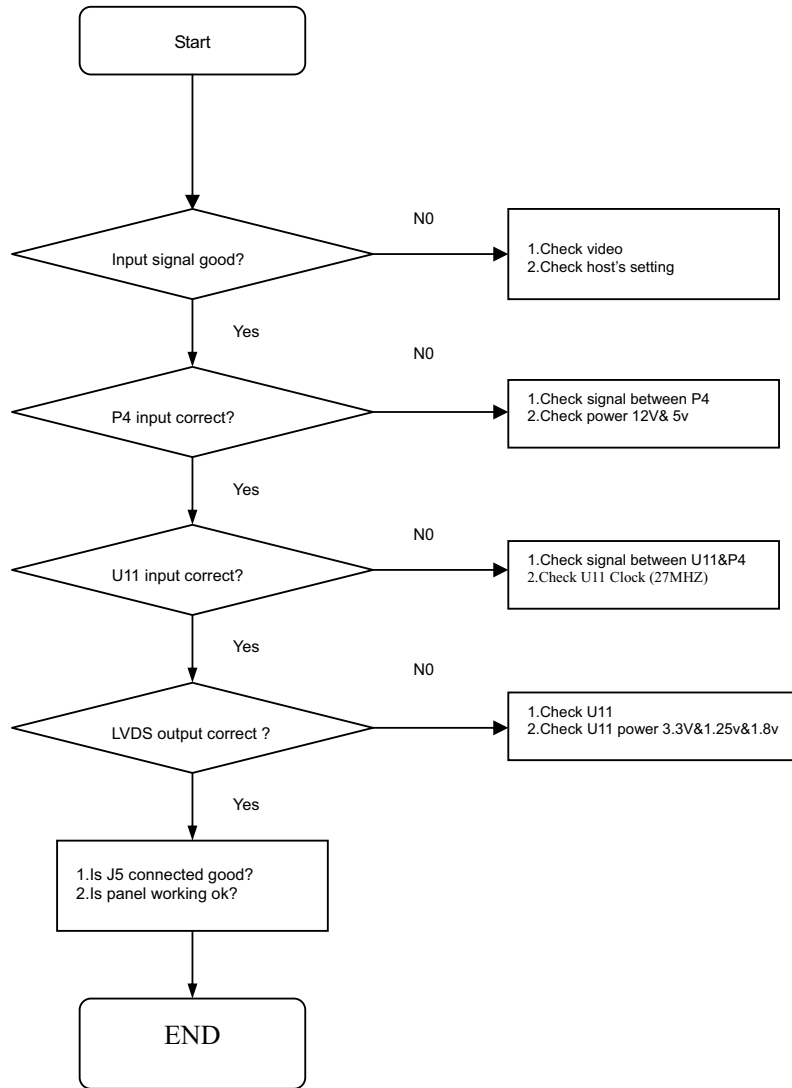 Start
N0
Input signal good?
1.Check video
2.Check host's setting
Yes
N0
P4 input correct?
1.Check signal between P4
2.Check power 12V& 5v
Yes
N0
U11 input correct?
1.Check signal between U11&P4
2.Check U11 Clock (27MHZ)
Yes
N0
LVDS output correct ?
1.Check U11
2.Check U11 power 3.3V&1.25v&1.8v
Yes
1.Is J5 connected good?
2.Is panel working ok?
END